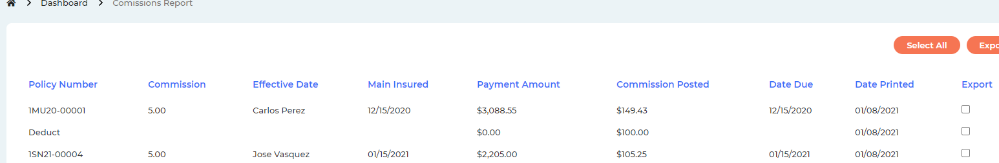 Dashboard Comissions Report
Select All Expo
Policy Number Commission Effective Date Main Insured Payment Amount Commission Posted Date Due Date Printed Export
1MU20-00001 5.00 Carlos Perez 12/15/2020 $3,088.55 $149.43 12/15/2020 01/08/2021
Deduct $0.00 $100.00 01/08/2021
1SN21-00004 5.00 Jose Vasquez 01/15/2021 $2,205.00 $105.25 01/15/2021 01/08/2021